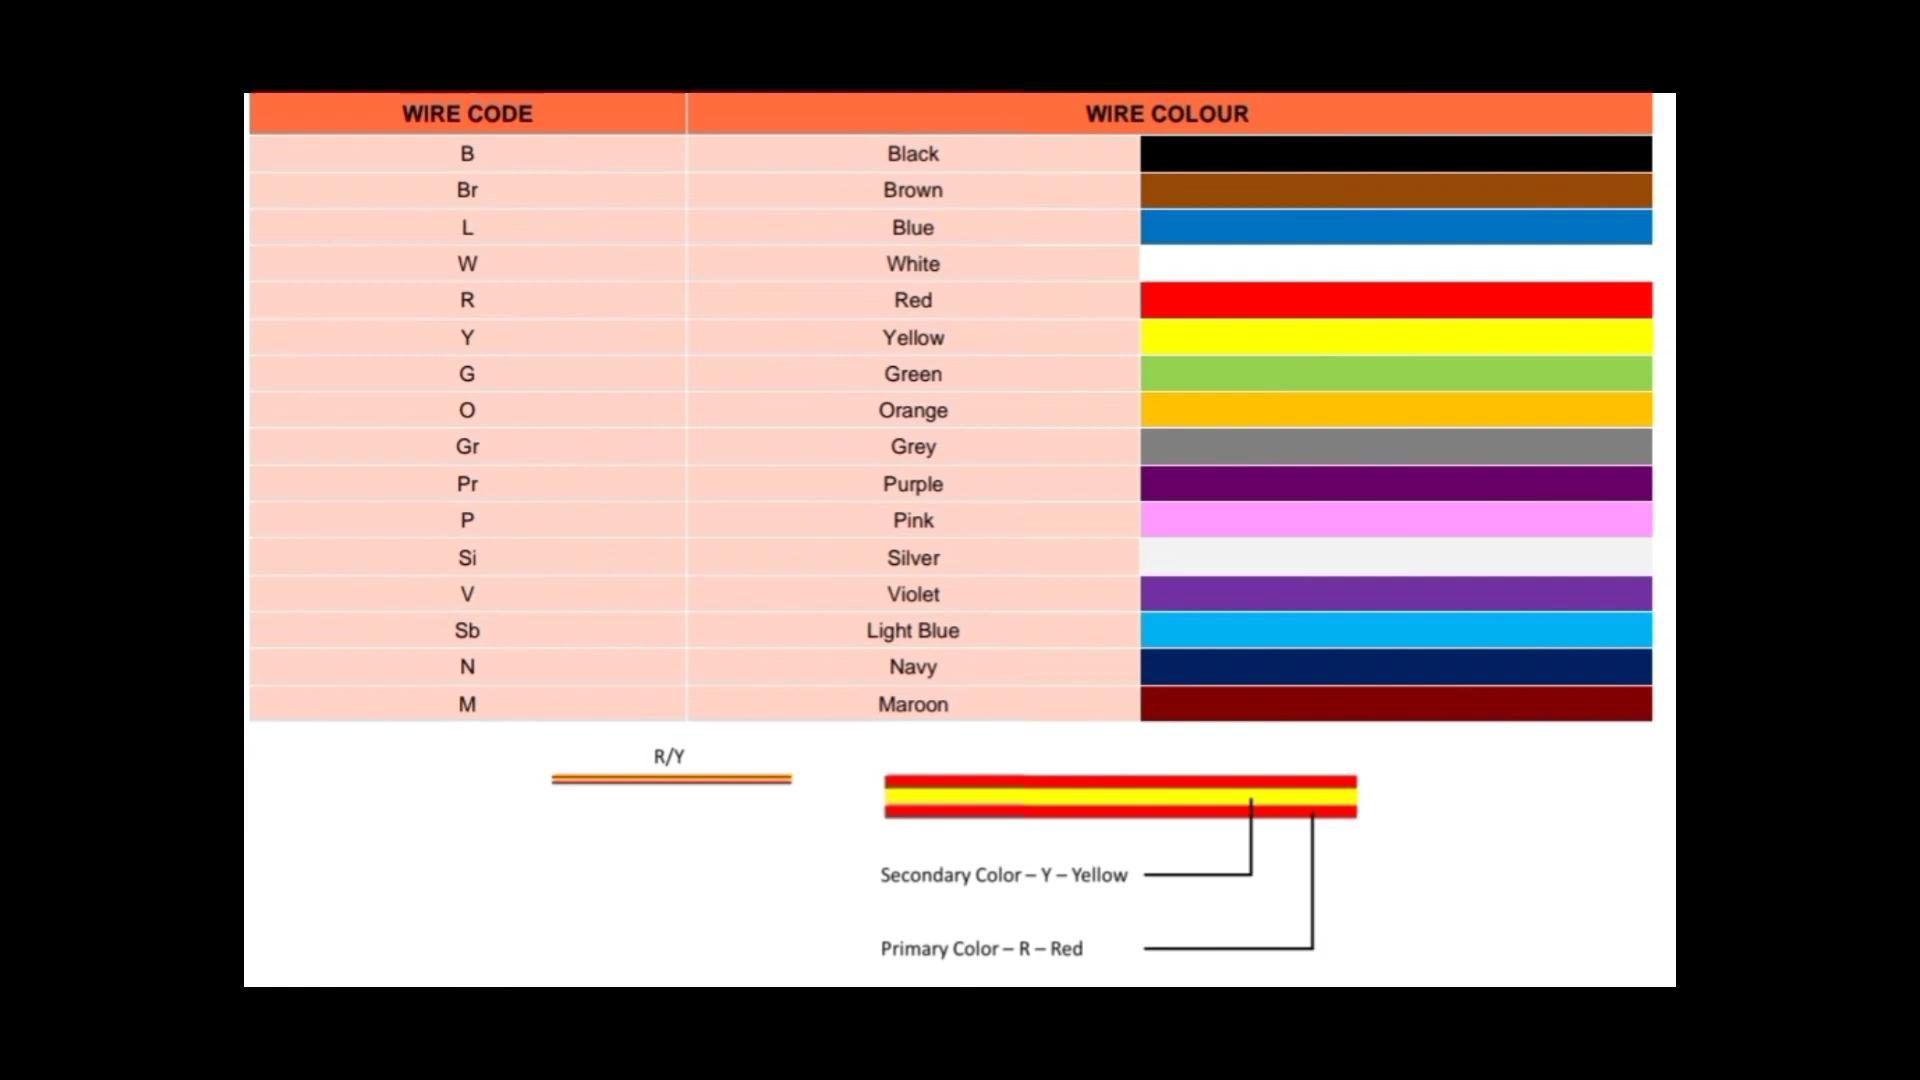 WIRE CODE WIRE COLOUR
B Black
Br Brown
L Blue
W White
R Red
Y Yellow
G Green
O Orange
Gr Grey
Pr Purple
P Pink
Si Silver
V Violet
Sb Light Blue
N Navy
M Maroon
R/Y
Secondary Color – Y – Yellow
Primary Color – R – Red